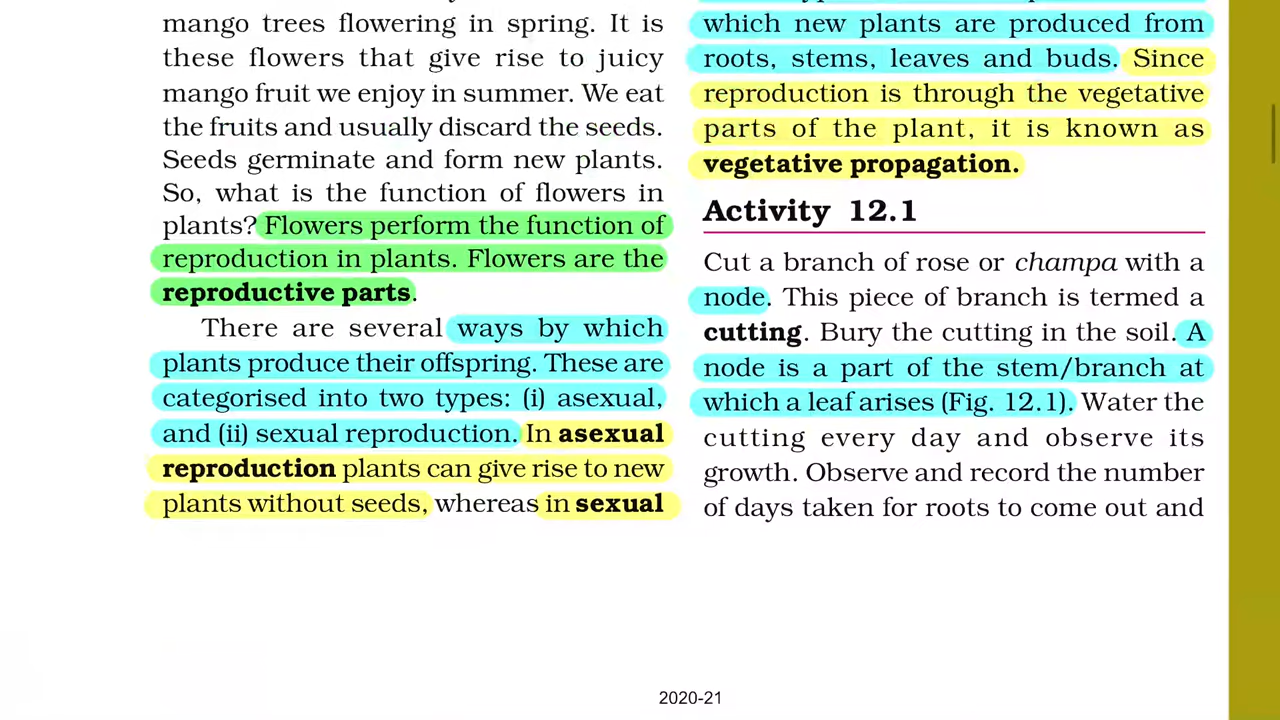 mango trees flowering in spring. It is
these flowers that give rise to juicy
mango fruit we enjoy in summer. We eat
the fruits and usually discard the seeds.
Seeds germinate and form new plants.
So, what is the function of flowers in
plants? Flowers perform the function of
reproduction in plants. Flowers are the
reproductive parts.
There are several ways by which
plants produce their offspring. These are
categorised into two types: (i) asexual,
and (ii) sexual reproduction. In asexual
reproduction plants can give rise to new
plants without seeds, whereas in sexual
which new plants are produced from
roots, stems, leaves and buds. Since
reproduction is through the vegetative
parts of the plant, it is known as
vegetative propagation.
Activity 12.1
Cut a branch of rose or champa with a
node. This piece of branch is termed a
cutting. Bury the cutting in the soil. A
node is a part of the stem/branch at
which a leaf arises (Fig. 12.1). Water the
cutting every day and observe its
growth. Observe and record the number
of days taken for roots to come out and
2020-21